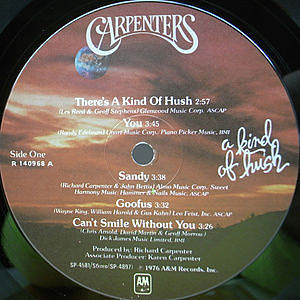 CARPENTERS
There's A Kind Of Hush 2:57
(Les Reed & Geoff Stephens) Glenwood Music Corp. ASCAP
You 3:45
(Randy Edelman) Overt Music Corp./ Piano Picker Music, BMI
Side One
R 140968 A
a kind of hush
Sandy 3:38
(Richard Carpenter & John Bettis) Almo Music Corp./Sweet
Harmony Music, Hammer & Nails Music, ASCAP
Goofus 3:32
(Wayne King, William Harold & Gus Kahn) Leo Feist, Inc. ASCAP
Can't Smile Without You 3:26
(Chris Arnold, David Martin & Geoff Morrow)
Dick James Music Limited, BMI
Produced by: Richard Carpenter
Associate Producer: Karen Carpenter
SP-4581/Stereo (SP-4897) ℗ 1976 A&M Records, Inc.
A&M